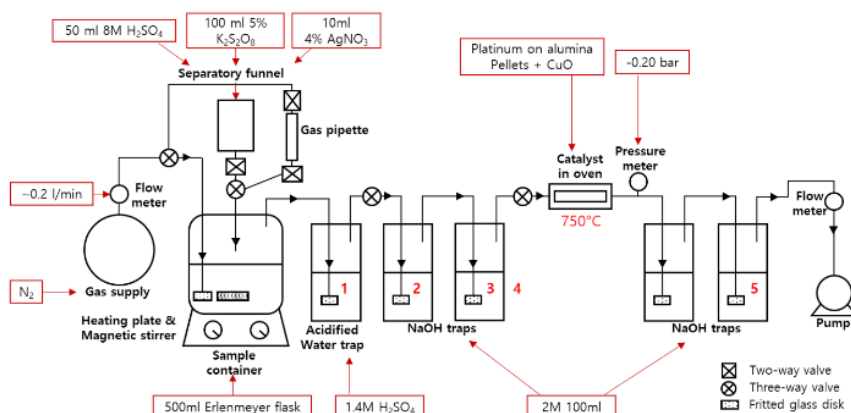 50 ml 8M H₂SO₄
100 ml 5%
K₂S₂O₈
10ml
4% AgNO₃
Separatory funnel
Gas pipette
Platinum on alumina
Pellets + CuO
-0.20 bar
Catalyst
in oven
Pressure
meter
750°C
~0.2 l/min
Flow
meter
Flow
meter
N₂
Gas supply
1
2
3
4
5
Heating plate &
Magnetic stirrer
Sample
container
Acidified
Water trap
NaOH traps
NaOH traps
Pump
500ml Erlenmeyer flask
1.4M H₂SO₄
2M 100ml
Two-way valve
Three-way valve
Fritted glass disk